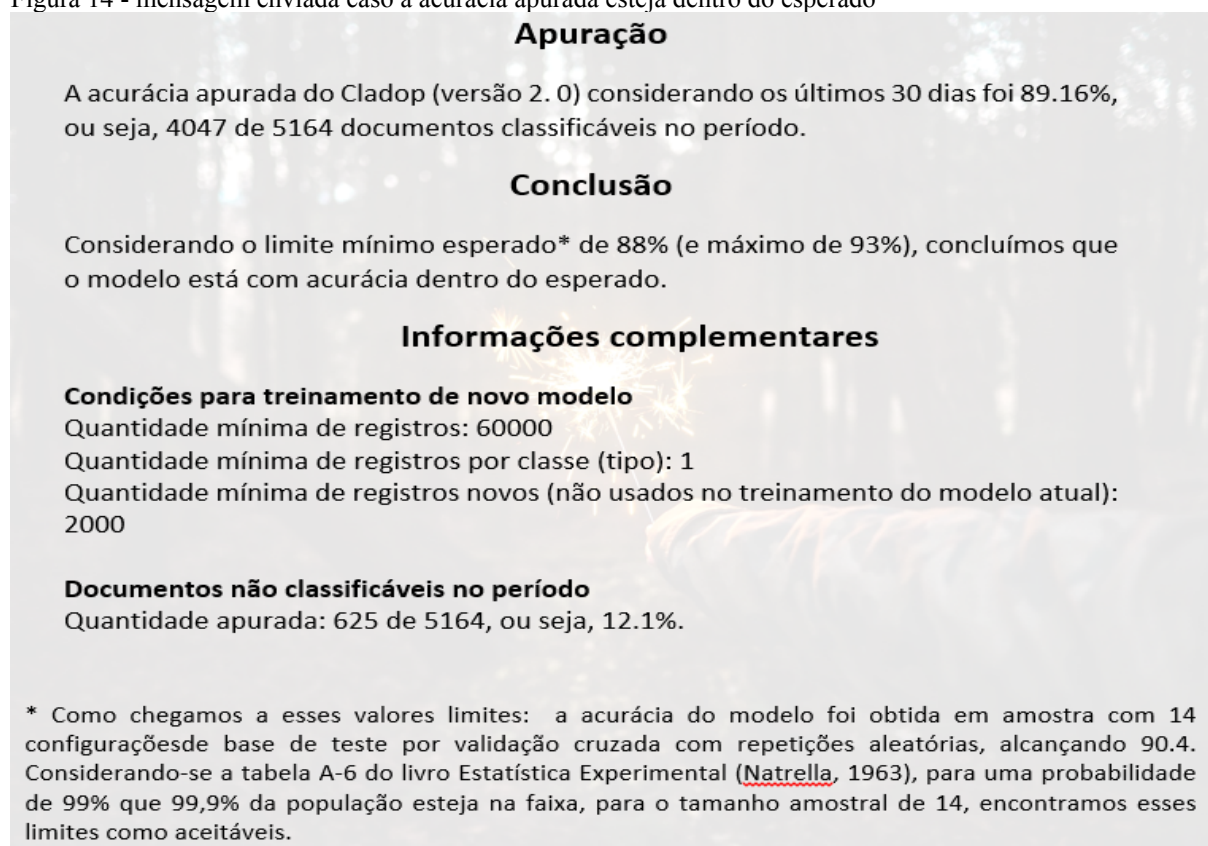 Figura 14 - mensagem enviada caso a acurácia apurada esteja dentro do esperado
Apuração
A acurácia apurada do Cladop (versão 2. 0) considerando os últimos 30 dias foi 89.16%,
ou seja, 4047 de 5164 documentos classificáveis no período.
Conclusão
Considerando o limite mínimo esperado* de 88% (e máximo de 93%), concluímos que
o modelo está com acurácia dentro do esperado.
Informações complementares
Condições para treinamento de novo modelo
Quantidade mínima de registros: 60000
Quantidade mínima de registros por classe (tipo): 1
Quantidade mínima de registros novos (não usados no treinamento do modelo atual):
2000
Documentos não classificáveis no período
Quantidade apurada: 625 de 5164, ou seja, 12.1%.
* Como chegamos a esses valores limites: a acurácia do modelo foi obtida em amostra com 14
configuraçõesde base de teste por validação cruzada com repetições aleatórias, alcançando 90.4.
Considerando-se a tabela A-6 do livro Estatística Experimental (Natrella, 1963), para uma probabilidade
de 99% que 99,9% da população esteja na faixa, para o tamanho amostral de 14, encontramos esses
limites como aceitáveis.